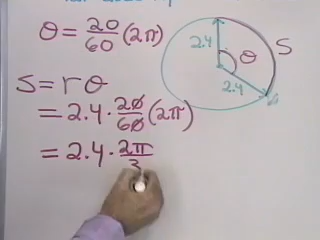 θ = 20/60 (2π)
S = rθ
= 2.4 · 20/60 (2π)
= 2.4 · 2π/3
2.4
θ
S
2.4